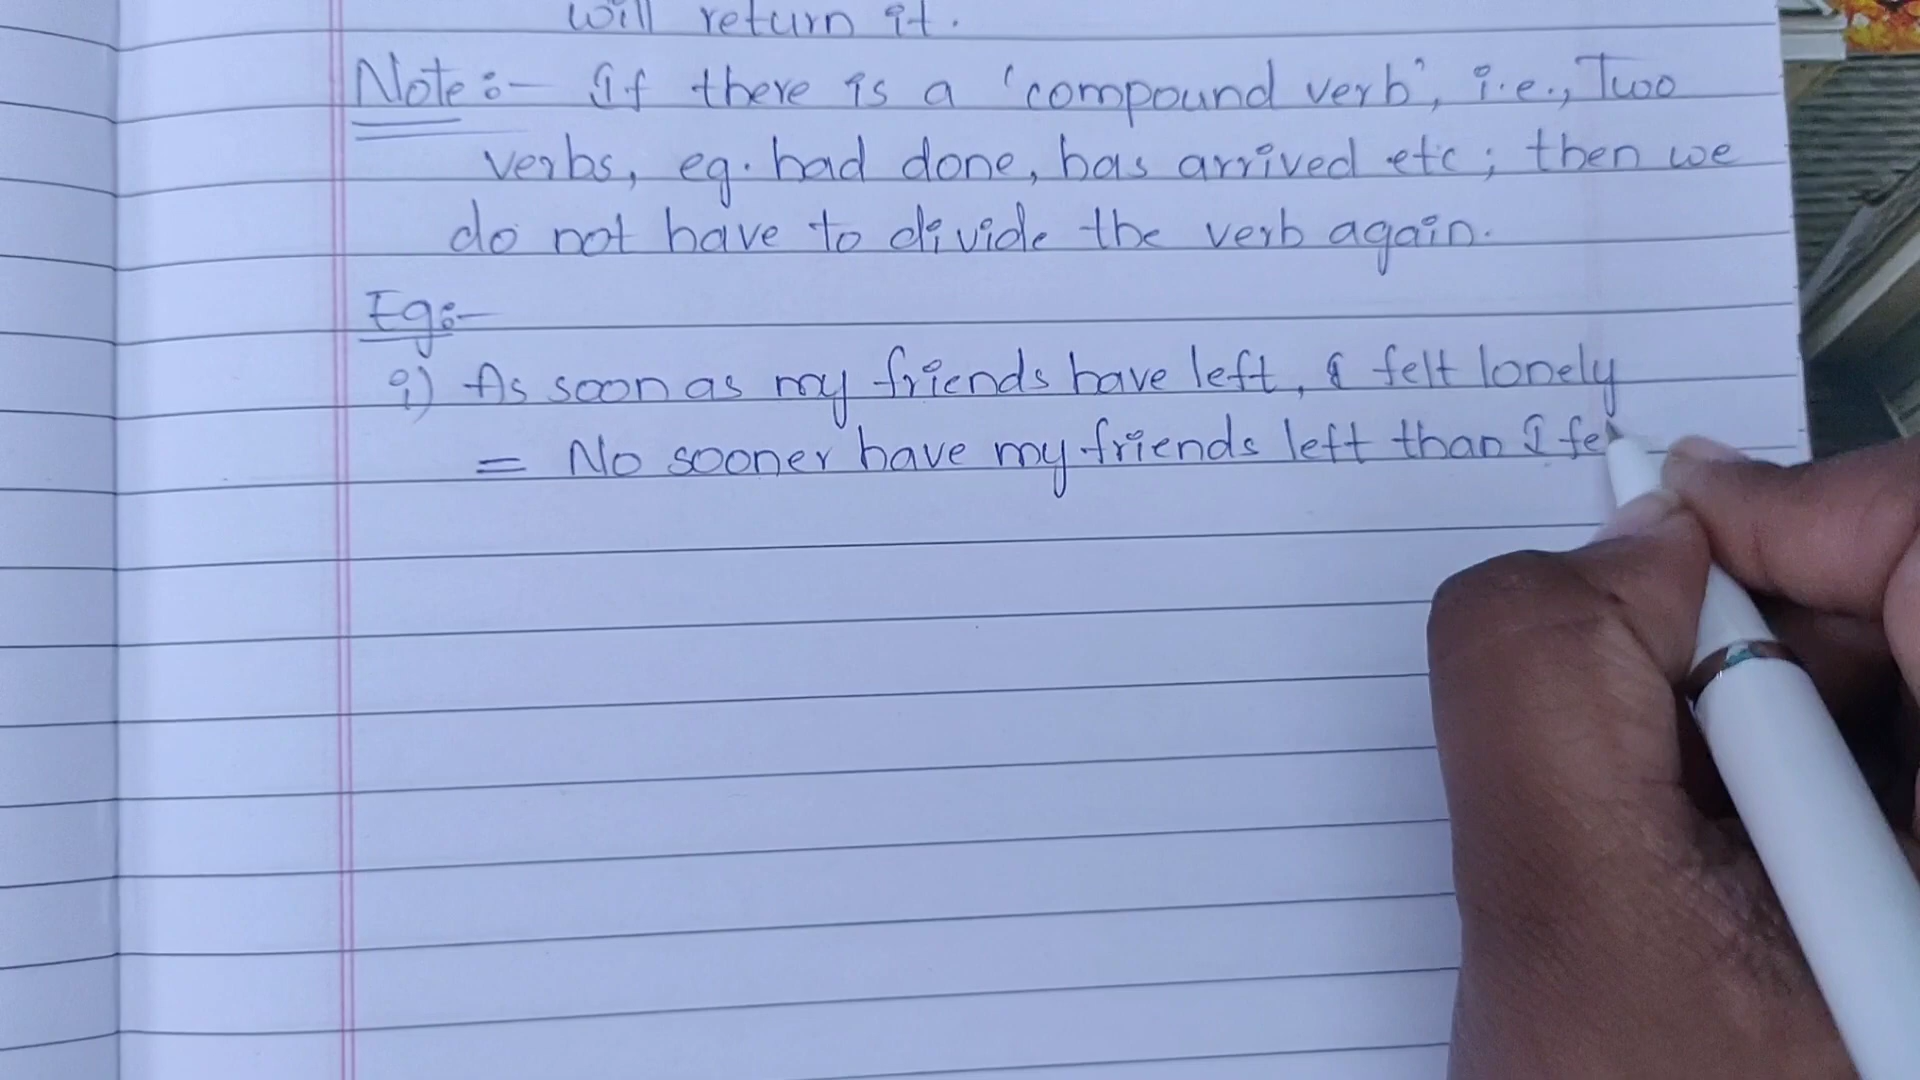 will return it.
Note:- If there is a 'compound verb', i.e., Two
verbs, eg. had done, has arrived etc; then we
do not have to divide the verb again.
Eg:-
i) As soon as my friends have left, I felt lonely
= No sooner have my friends left than I fe